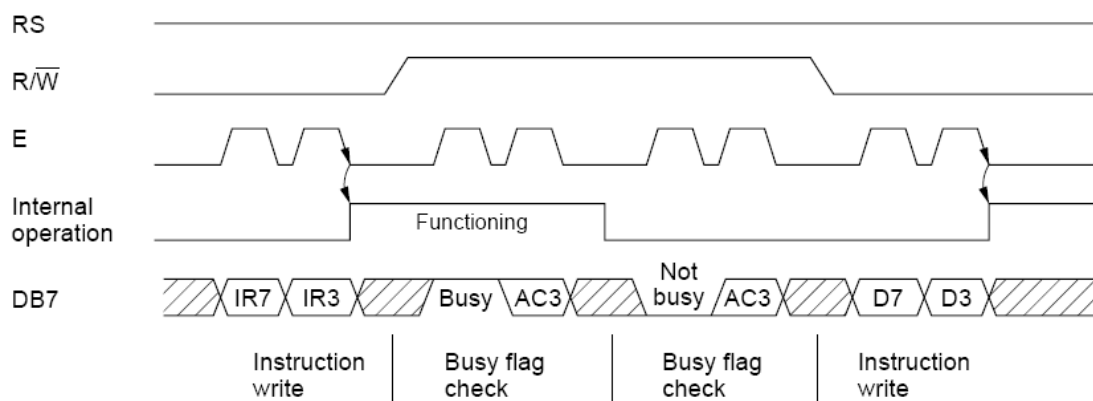 RS
R/W̅
E
Internal
operation
Functioning
DB7
IR7 IR3 Busy AC3 Not
busy AC3 D7 D3
Instruction
write
Busy flag
check
Busy flag
check
Instruction
write